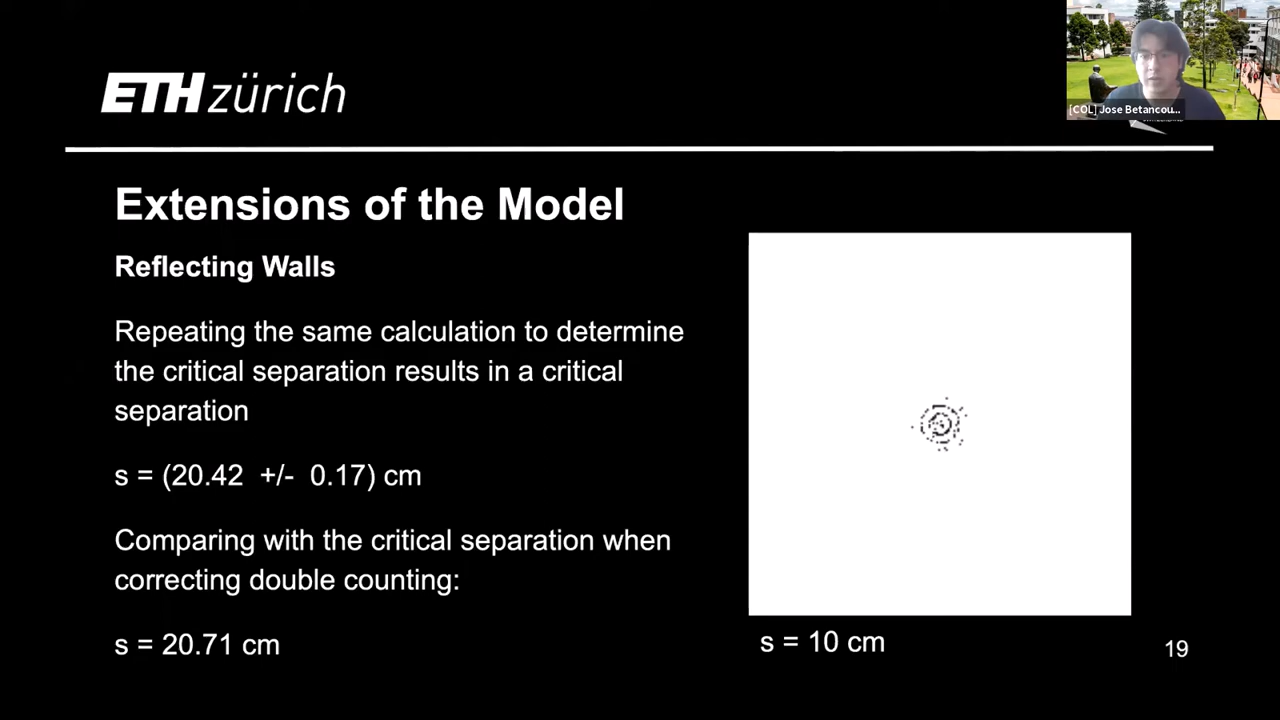 ETH zürich
[COL] Jose Betancou...
Extensions of the Model
Reflecting Walls
Repeating the same calculation to determine
the critical separation results in a critical
separation
s = (20.42 +/- 0.17) cm
Comparing with the critical separation when
correcting double counting:
s = 20.71 cm
s = 10 cm
19